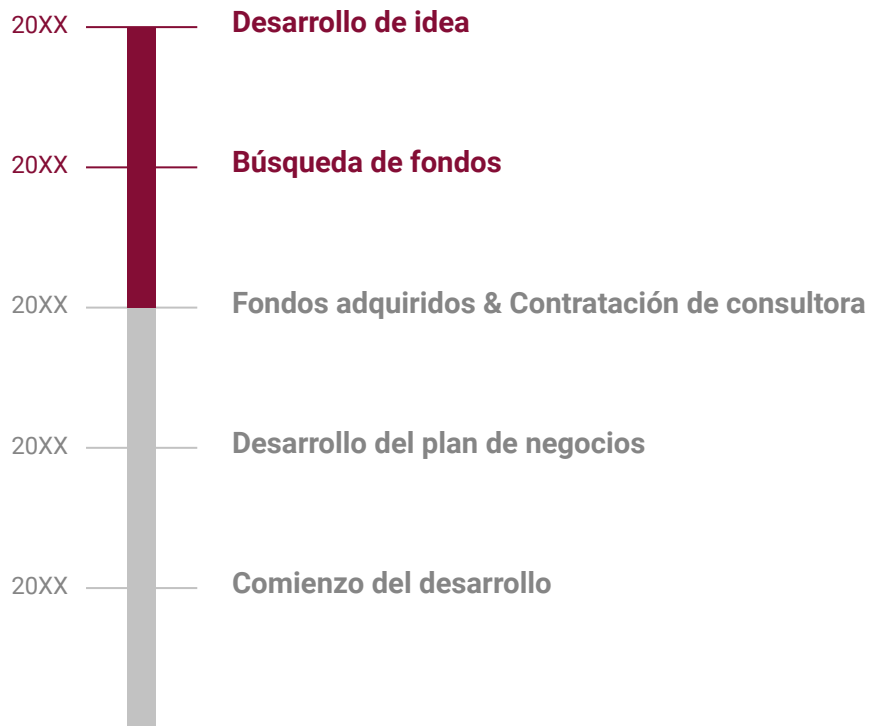 20XX Desarrollo de idea
20XX Búsqueda de fondos
20XX Fondos adquiridos & Contratación de consultora
20XX Desarrollo del plan de negocios
20XX Comienzo del desarrollo